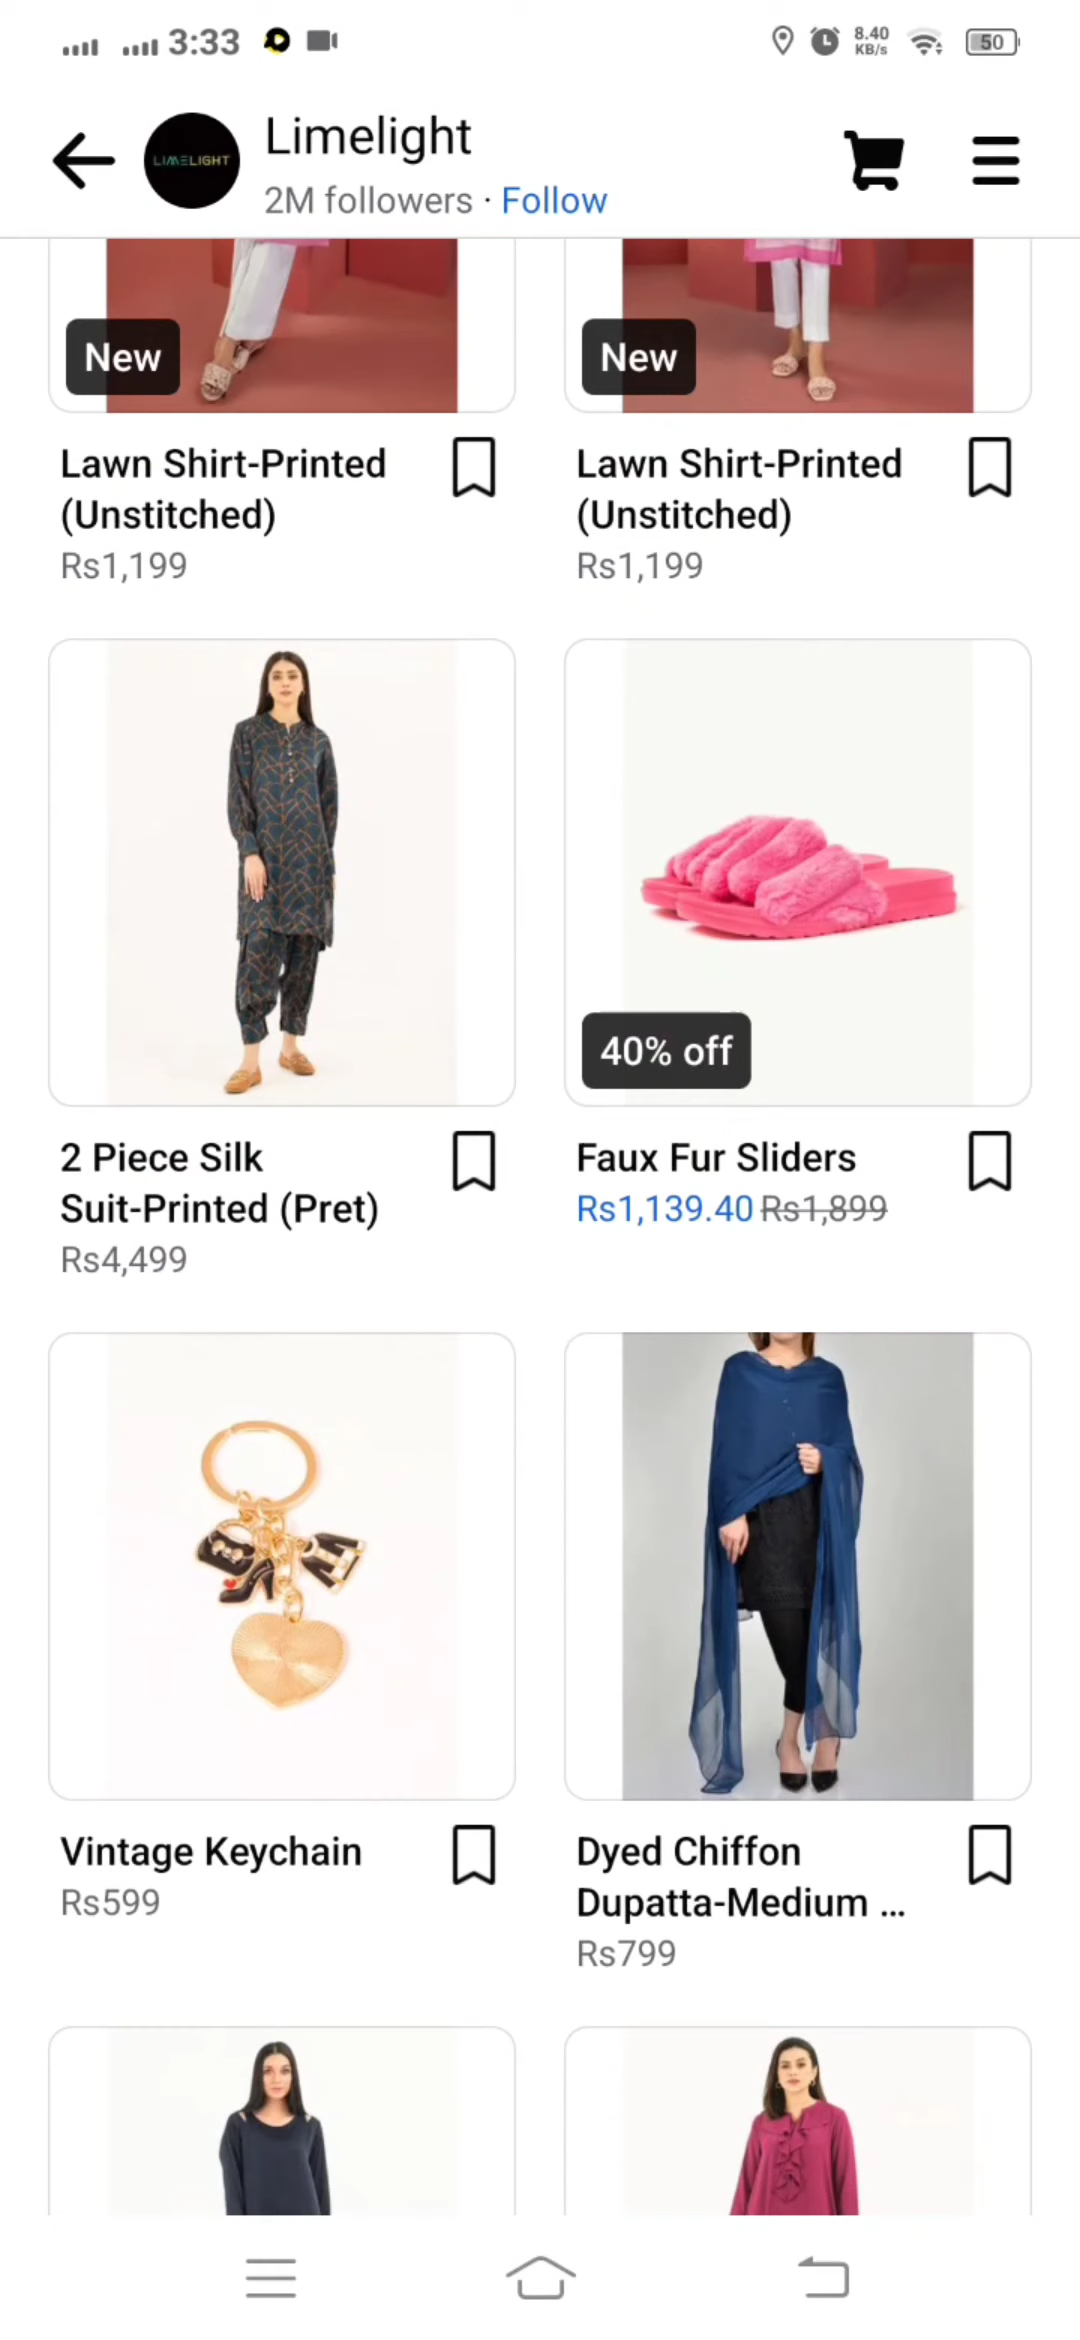 3:33
8.40
KB/s
50
LIMELIGHT
Limelight
2M followers · Follow
New
New
Lawn Shirt-Printed
(Unstitched)
Rs1,199
Lawn Shirt-Printed
(Unstitched)
Rs1,199
40% off
2 Piece Silk
Suit-Printed (Pret)
Rs4,499
Faux Fur Sliders
Rs1,139.40 Rs1,899
Vintage Keychain
Rs599
Dyed Chiffon
Dupatta-Medium ...
Rs799